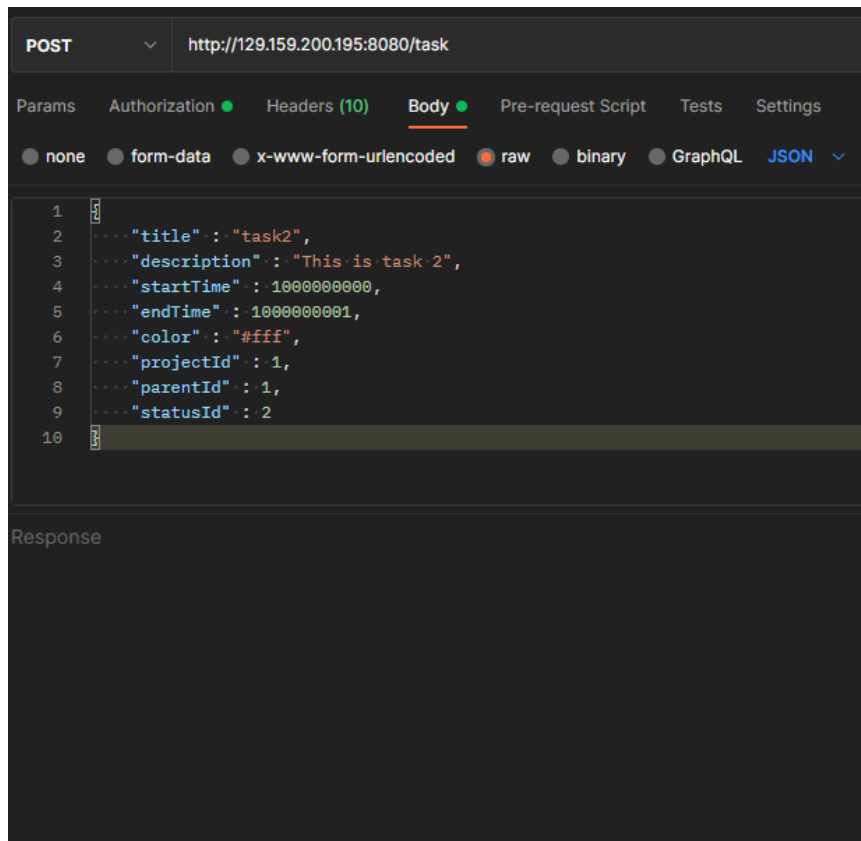 POST http://129.159.200.195:8080/task
Params Authorization Headers (10) Body Pre-request Script Tests Settings
none form-data x-www-form-urlencoded raw binary GraphQL JSON
1 {
2 "title" : "task2",
3 "description" : "This is task 2",
4 "startTime" : 1000000000,
5 "endTime" : 1000000001,
6 "color" : "#fff",
7 "projectId" : 1,
8 "parentId" : 1,
9 "statusId" : 2
10 }
Response